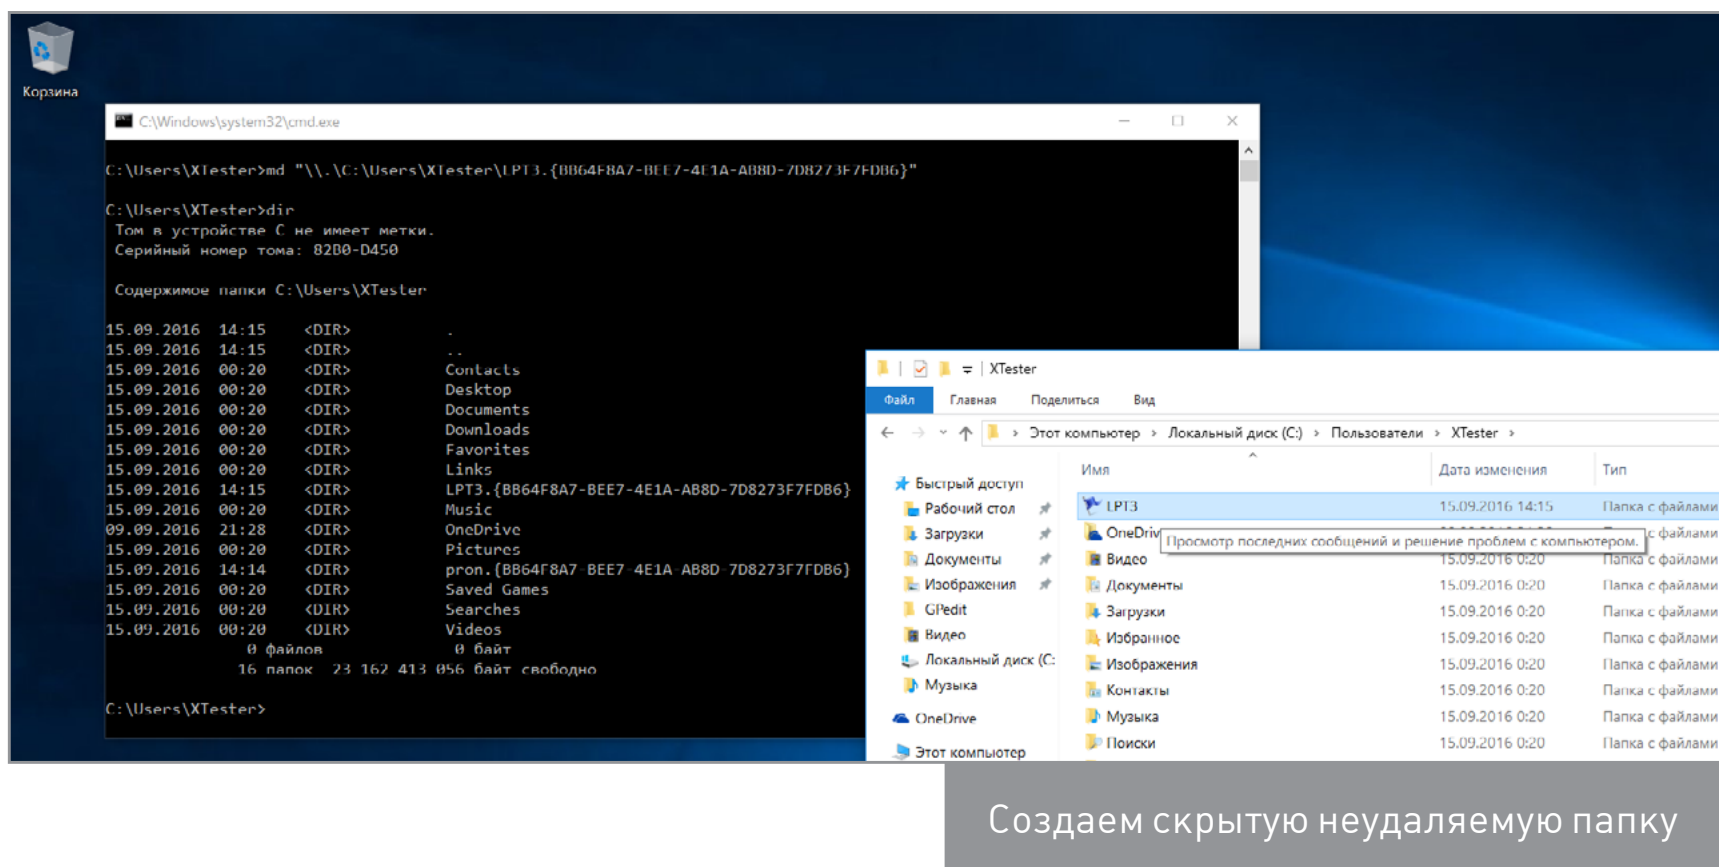 Корзина
C:\Windows\system32\cmd.exe
C:\Users\XTester>md "\\.\C:\Users\XTester\LPT3.{BB64F8A7-BEE7-4E1A-AB8D-7D8273F7FDB6}"
C:\Users\XTester>dir
Том в устройстве C не имеет метки.
Серийный номер тома: 82B0-D450
Содержимое папки C:\Users\XTester
15.09.2016 14:15 <DIR> .
15.09.2016 14:15 <DIR> ..
15.09.2016 00:20 <DIR> Contacts
15.09.2016 00:20 <DIR> Desktop
15.09.2016 00:20 <DIR> Documents
15.09.2016 00:20 <DIR> Downloads
15.09.2016 00:20 <DIR> Favorites
15.09.2016 00:20 <DIR> Links
15.09.2016 14:15 <DIR> LPT3.{BB64F8A7-BEE7-4E1A-AB8D-7D8273F7FDB6}
15.09.2016 00:20 <DIR> Music
09.09.2016 21:28 <DIR> OneDrive
15.09.2016 00:20 <DIR> Pictures
15.09.2016 14:14 <DIR> pron.{BB64F8A7-BEE7-4E1A-AB8D-7D8273F7FDB6}
15.09.2016 00:20 <DIR> Saved Games
15.09.2016 00:20 <DIR> Searches
15.09.2016 00:20 <DIR> Videos
0 файлов 0 байт
16 папок 23 162 413 056 байт свободно
C:\Users\XTester>
XTester
Файл Главная Поделиться Вид
Этот компьютер › Локальный диск (C:) › Пользователи › XTester ›
Быстрый доступ
Рабочий стол
Загрузки
Документы
Изображения
GPedit
Видео
Локальный диск (C:
Музыка
OneDrive
Этот компьютер
Имя Дата изменения Тип
LPT3 15.09.2016 14:15 Папка с файлами
OneDriv с файлами
Просмотр последних сообщений и решение проблем с компьютером.
Видео 15.09.2016 0:20 Папка с файлами
Документы 15.09.2016 0:20 Папка с файлами
Загрузки 15.09.2016 0:20 Папка с файлами
Избранное 15.09.2016 0:20 Папка с файлами
Изображения 15.09.2016 0:20 Папка с файлами
Контакты 15.09.2016 0:20 Папка с файлами
Музыка 15.09.2016 0:20 Папка с файлами
Поиски 15.09.2016 0:20 Папка с файлами
Создаем скрытую неудаляемую папку